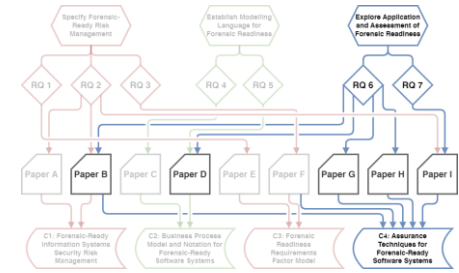 Specify Forensic-
Ready Risk
Management
Establish Modelling
Language for
Forensic Readiness
Explore Application
and Assessment of
Forensic Readiness
RQ 1
RQ 2
RQ 3
RQ 4
RQ 5
RQ 6
RQ 7
Paper A
Paper B
Paper C
Paper D
Paper E
Paper F
Paper G
Paper H
Paper I
C1: Forensic-Ready
Information Systems
Security Risk
Management
C2: Business Process
Model and Notation for
Forensic-Ready
Software Systems
C3: Forensic
Readiness
Requirements
Factor Model
C4: Assurance
Techniques for
Forensic-Ready
Software Systems